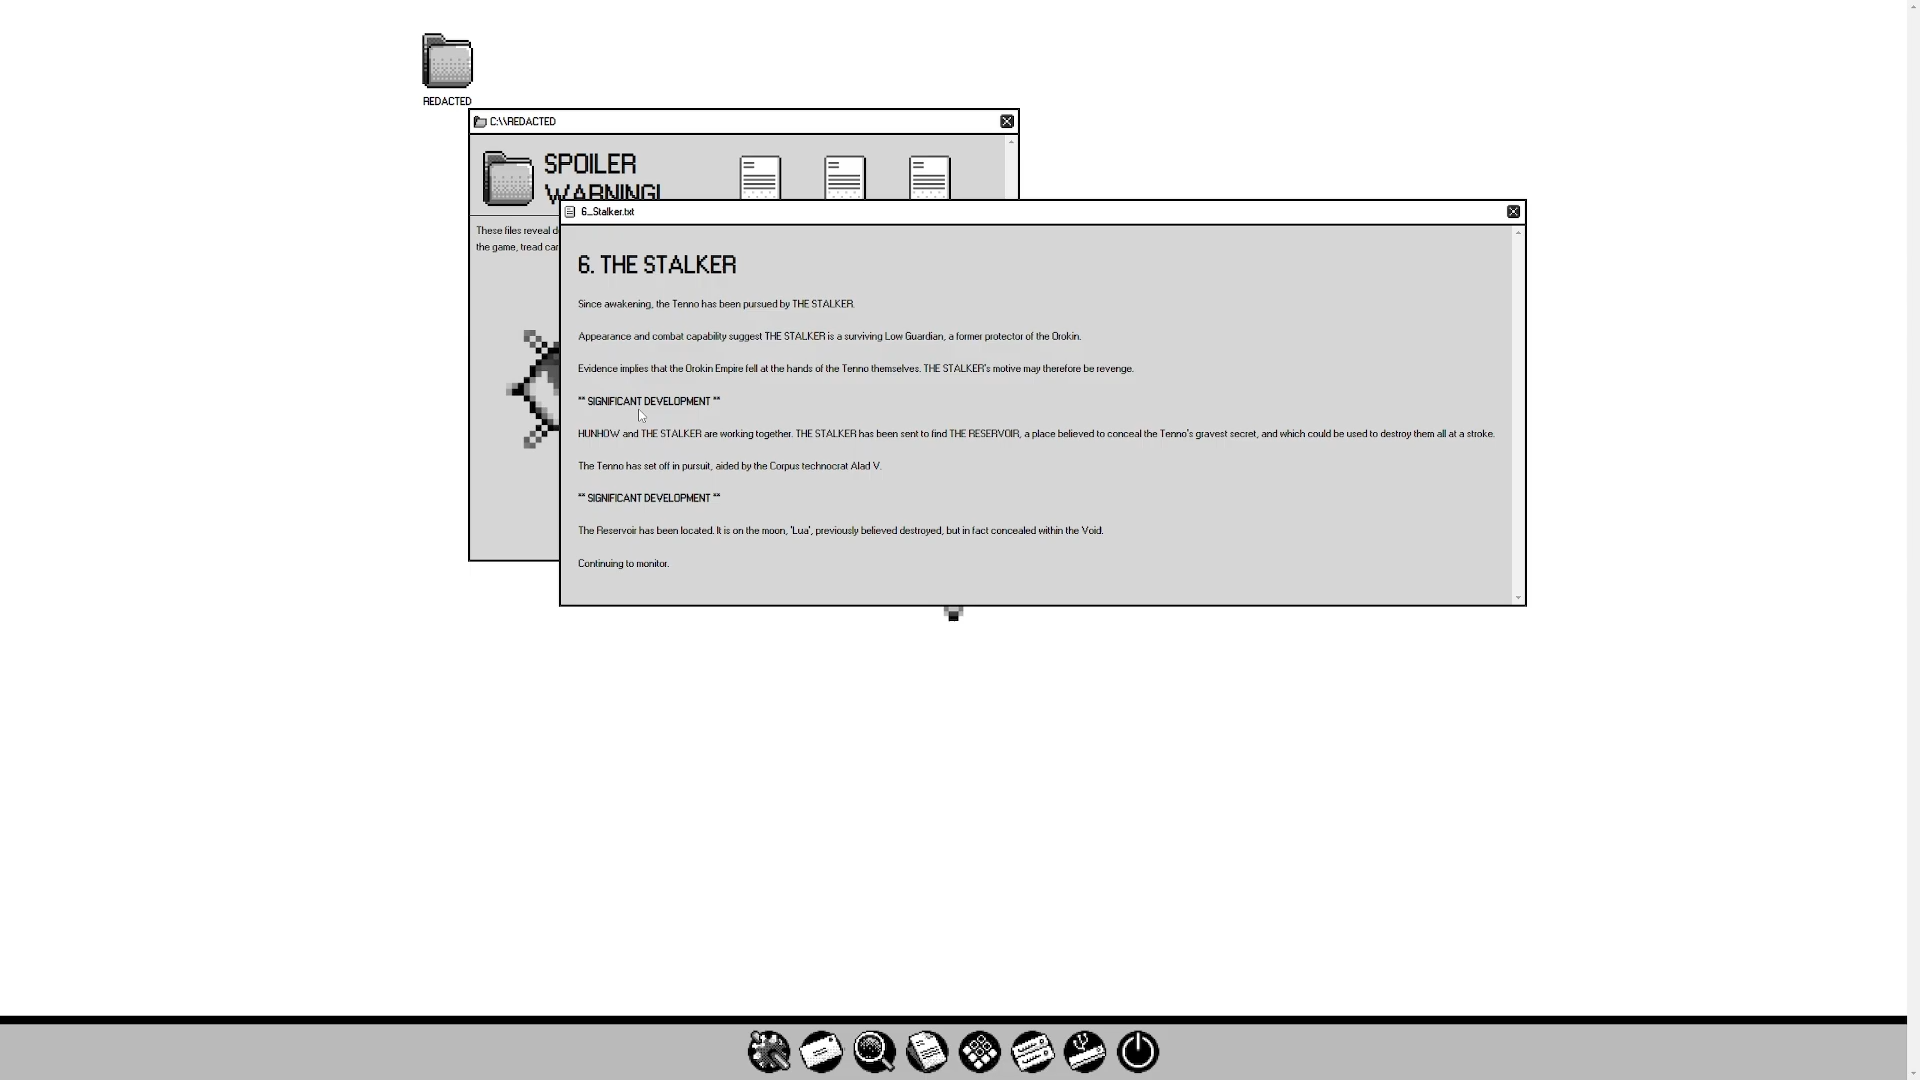 REDACTED
C:\\REDACTED
SPOILER
WARNING!
These files reveal d
the game, tread car
6_Stalker.txt
6. THE STALKER
Since awakening, the Tenno has been pursued by THE STALKER.
Appearance and combat capability suggest THE STALKER is a surviving Low Guardian, a former protector of the Orokin.
Evidence implies that the Orokin Empire fell at the hands of the Tenno themselves. THE STALKER's motive may therefore be revenge.
** SIGNIFICANT DEVELOPMENT **
HUNHOW and THE STALKER are working together. THE STALKER has been sent to find THE RESERVOIR, a place believed to conceal the Tenno's gravest secret, and which could be used to destroy them all at a stroke.
The Tenno has set off in pursuit, aided by the Corpus technocrat Alad V.
** SIGNIFICANT DEVELOPMENT **
The Reservoir has been located. It is on the moon, 'Lua', previously believed destroyed, but in fact concealed within the Void.
Continuing to monitor.